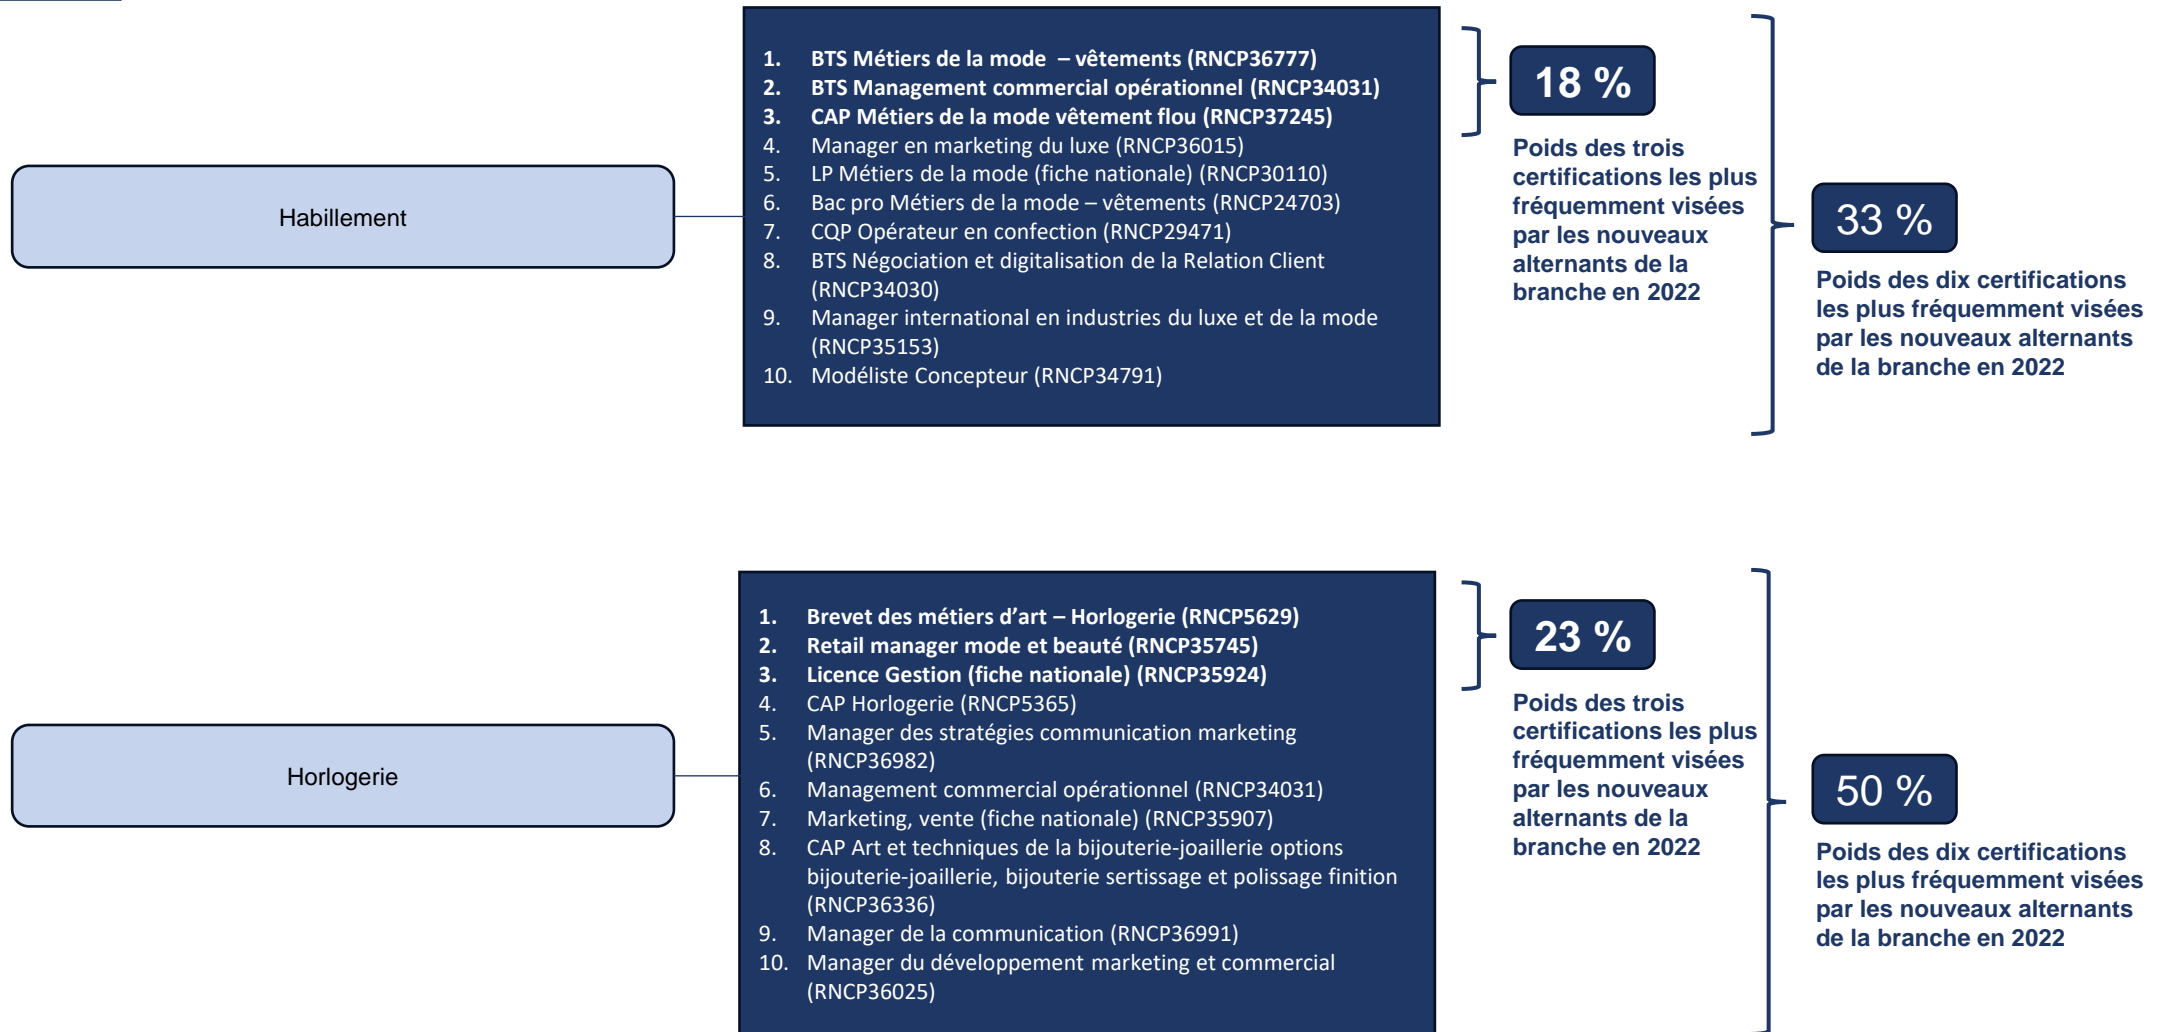 Habillement
1. BTS Métiers de la mode – vêtements (RNCP36777)
2. BTS Management commercial opérationnel (RNCP34031)
3. CAP Métiers de la mode vêtement flou (RNCP37245)
4. Manager en marketing du luxe (RNCP36015)
5. LP Métiers de la mode (fiche nationale) (RNCP30110)
6. Bac pro Métiers de la mode – vêtements (RNCP24703)
7. CQP Opérateur en confection (RNCP29471)
8. BTS Négociation et digitalisation de la Relation Client
(RNCP34030)
9. Manager international en industries du luxe et de la mode
(RNCP35153)
10. Modéliste Concepteur (RNCP34791)
18 %
Poids des trois
certifications les plus
fréquemment visées
par les nouveaux
alternants de la
branche en 2022
33 %
Poids des dix certifications
les plus fréquemment visées
par les nouveaux alternants
de la branche en 2022
Horlogerie
1. Brevet des métiers d’art – Horlogerie (RNCP5629)
2. Retail manager mode et beauté (RNCP35745)
3. Licence Gestion (fiche nationale) (RNCP35924)
4. CAP Horlogerie (RNCP5365)
5. Manager des stratégies communication marketing
(RNCP36982)
6. Management commercial opérationnel (RNCP34031)
7. Marketing, vente (fiche nationale) (RNCP35907)
8. CAP Art et techniques de la bijouterie-joaillerie options
bijouterie-joaillerie, bijouterie sertissage et polissage finition
(RNCP36336)
9. Manager de la communication (RNCP36991)
10. Manager du développement marketing et commercial
(RNCP36025)
23 %
Poids des trois
certifications les plus
fréquemment visées
par les nouveaux
alternants de la
branche en 2022
50 %
Poids des dix certifications
les plus fréquemment visées
par les nouveaux alternants
de la branche en 2022